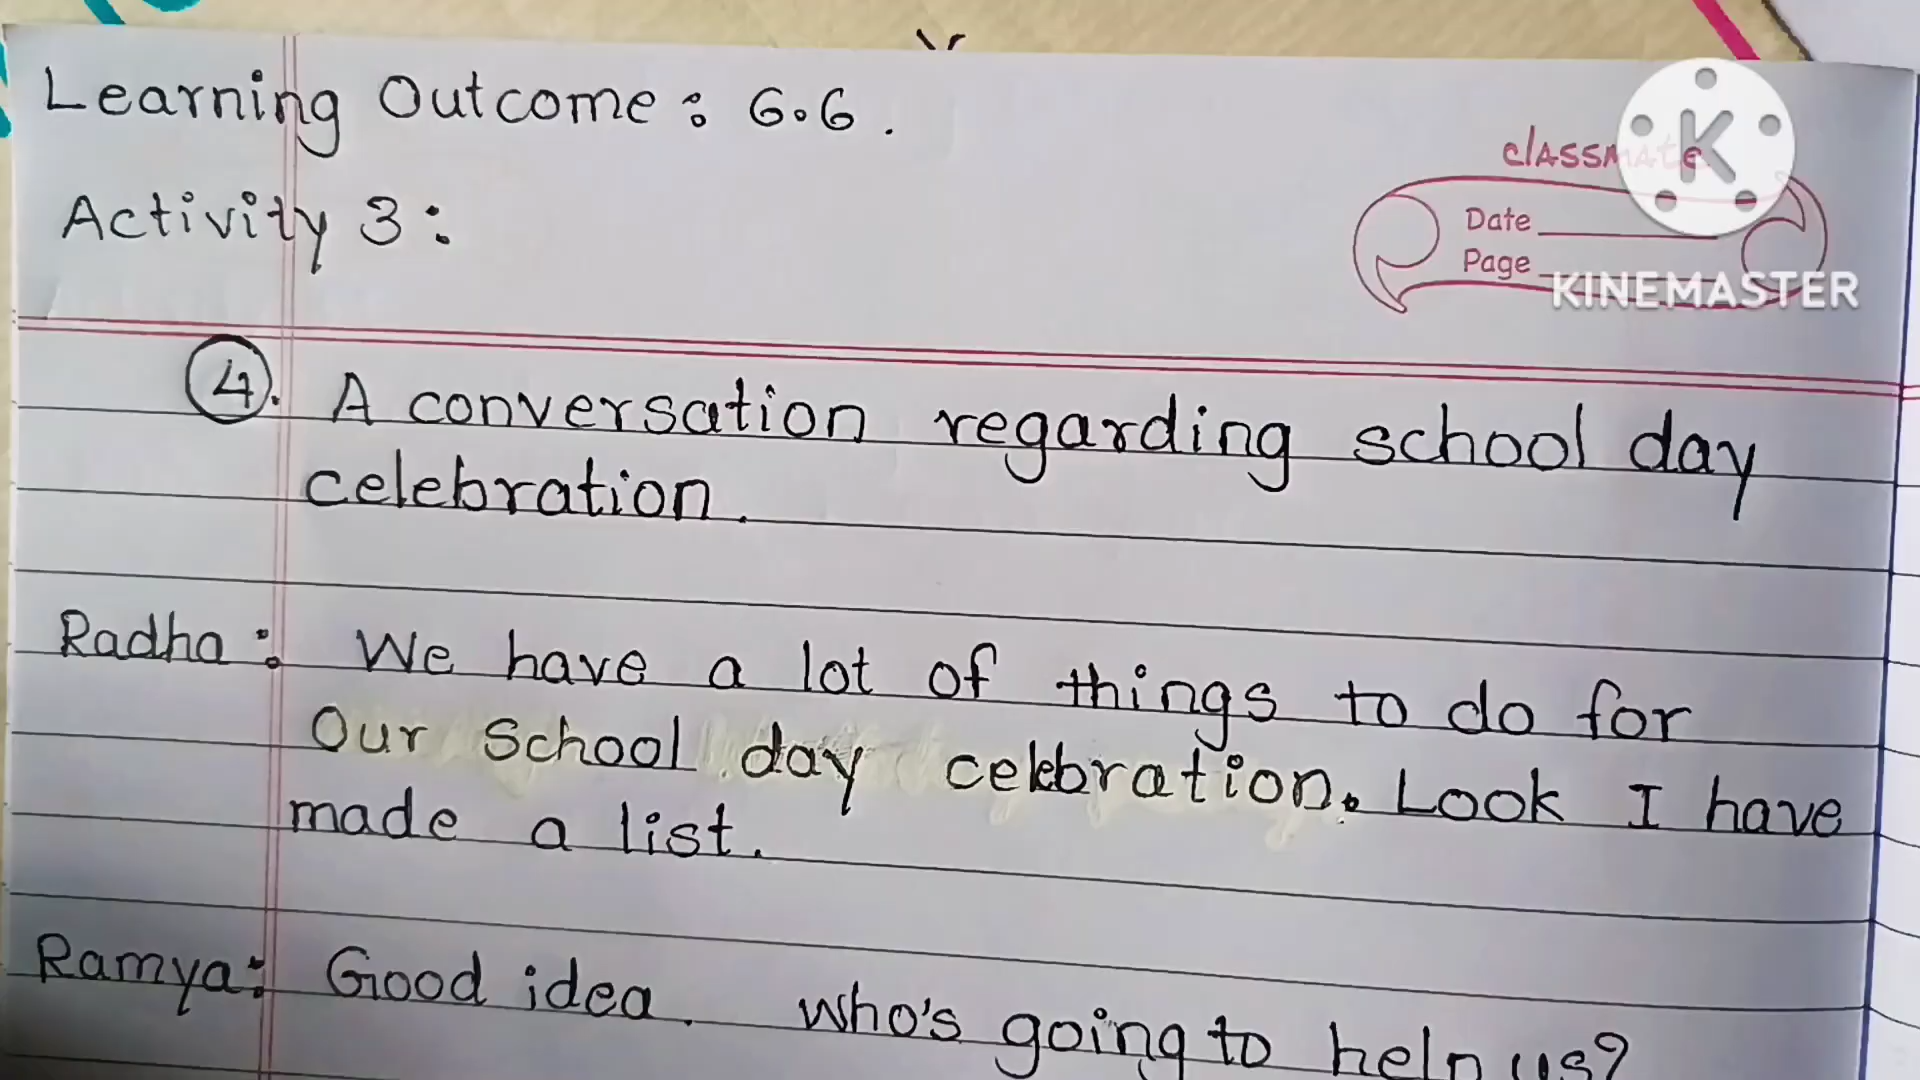 Learning Outcome : 6.6.
Activity 3 :
classmate
Date
Page
KINEMASTER
4. A conversation regarding school day
celebration.
Radha : We have a lot of things to do for
Our school day celebration. Look I have
made a list.
Ramya : Good idea. who's going to help us?